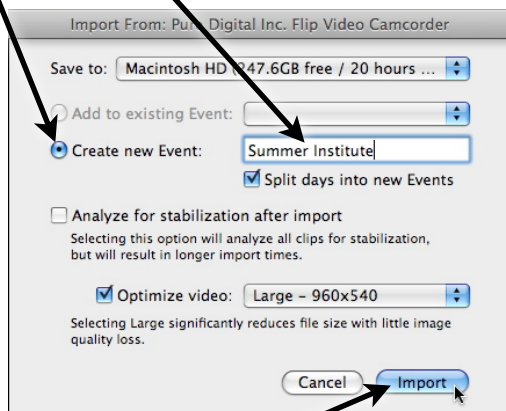 Import From: Pure Digital Inc. Flip Video Camcorder
Save to: Macintosh HD (247.6GB free / 20 hours ...
Add to existing Event:
Create new Event: Summer Institute
Split days into new Events
Analyze for stabilization after import
Selecting this option will analyze all clips for stabilization,
but will result in longer import times.
Optimize video: Large – 960x540
Selecting Large significantly reduces file size with little image
quality loss.
Cancel Import